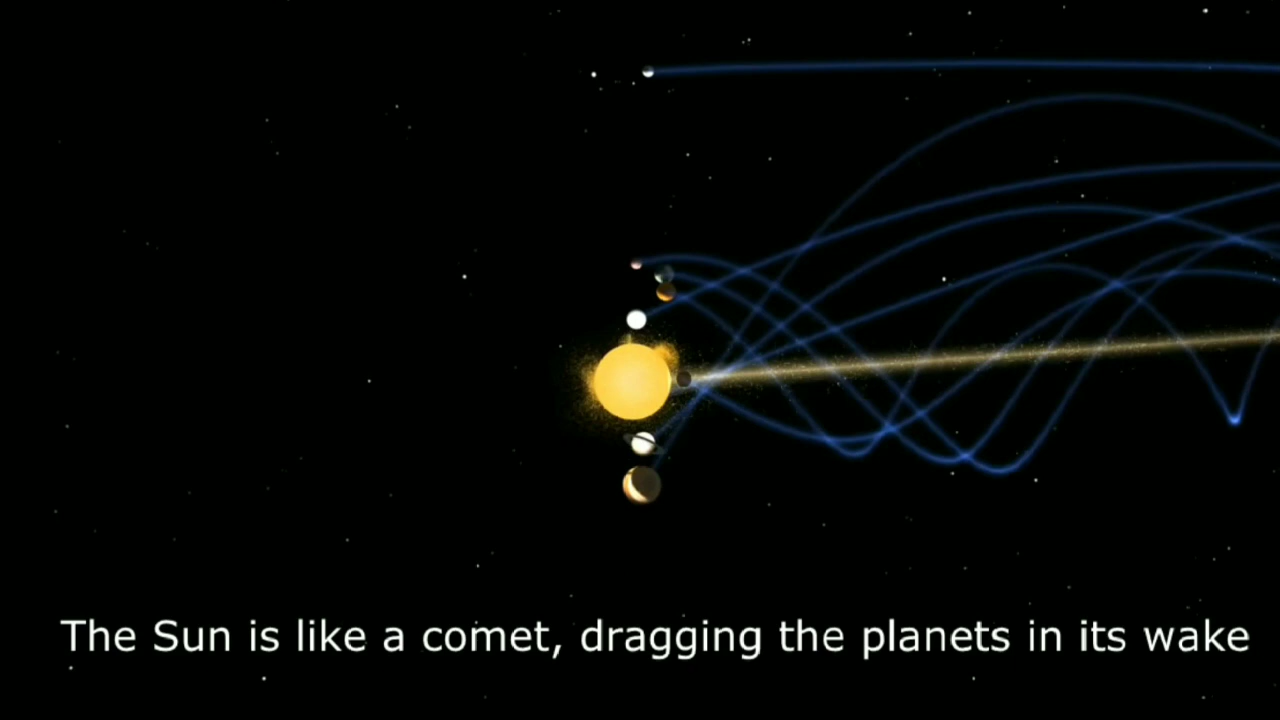 The Sun is like a comet, dragging the planets in its wake